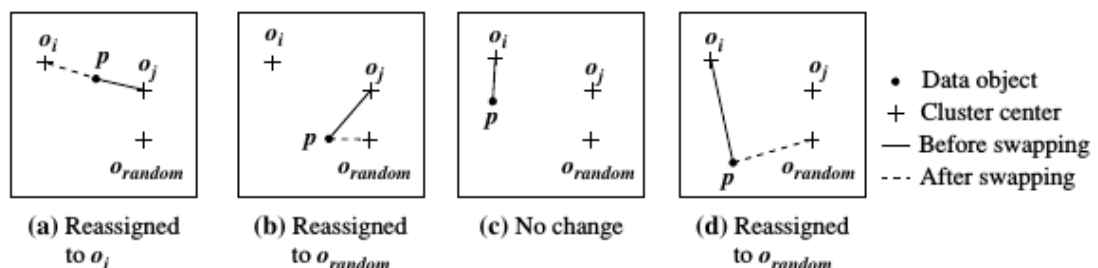 o_i
p
o_j
o_random
o_i
o_j
p
o_random
o_i
o_j
p
o_random
o_i
o_j
p
o_random
Data object
Cluster center
Before swapping
After swapping
(a) Reassigned
to o_i
(b) Reassigned
to o_random
(c) No change
(d) Reassigned
to o_random